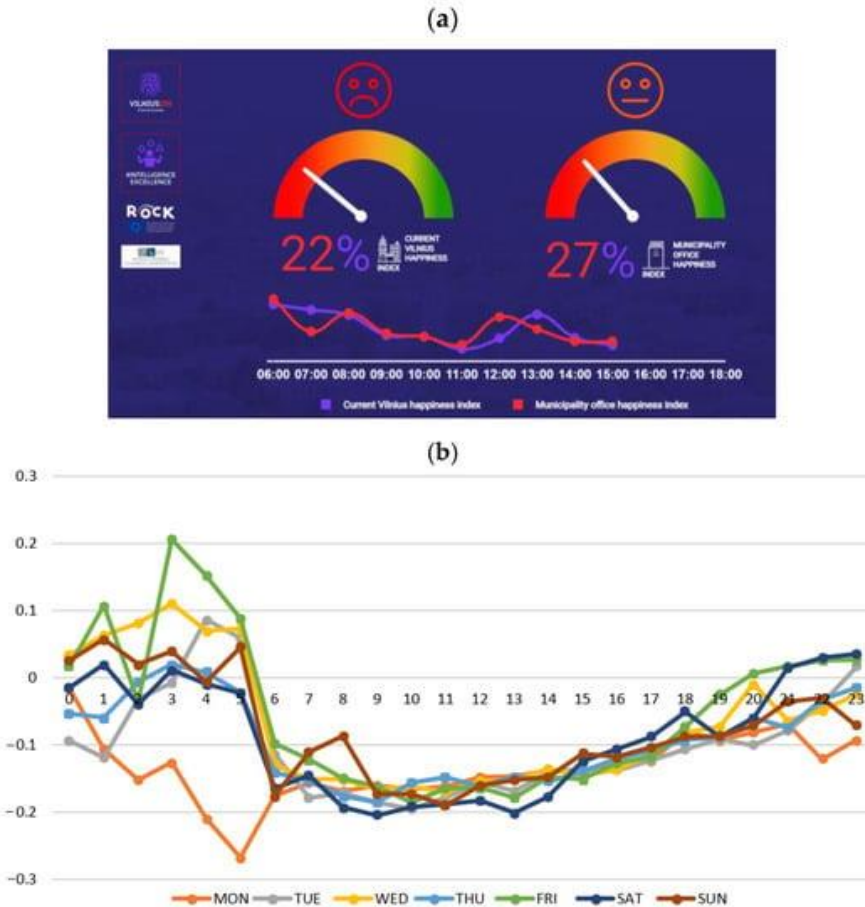 (a)
VILNIUS
#INTELLIGENCE
EXCELLENCE
ROCK
22%
INDEX
CURRENT
VILNIUS
HAPPINESS
27%
INDEX
MUNICIPALITY
OFFICE
HAPPINESS
06:00 07:00 08:00 09:00 10:00 11:00 12:00 13:00 14:00 15:00 16:00 17:00 18:00
Current Vilnius happiness index Municipality office happiness index
(b)
0.3
0.2
0.1
0
−0.1
−0.2
−0.3
0 1 2 3 4 5 6 7 8 9 10 11 12 13 14 15 16 17 18 19 20 21 22 23
MON TUE WED THU FRI SAT SUN